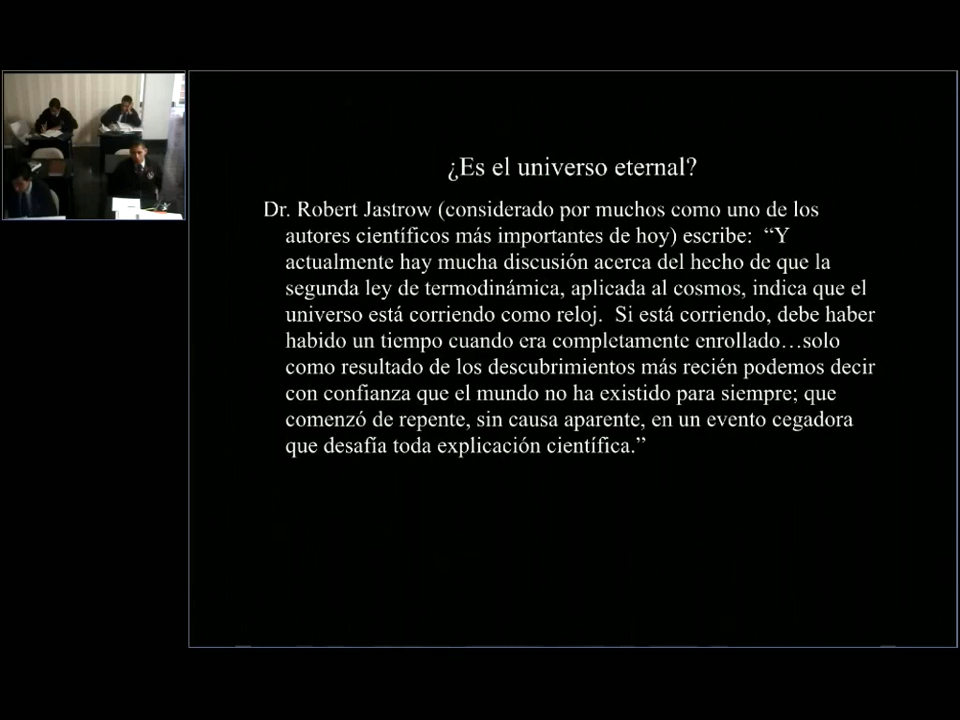 ¿Es el universo eternal?
Dr. Robert Jastrow (considerado por muchos como uno de los
autores científicos más importantes de hoy) escribe: “Y
actualmente hay mucha discusión acerca del hecho de que la
segunda ley de termodinámica, aplicada al cosmos, indica que el
universo está corriendo como reloj. Si está corriendo, debe haber
habido un tiempo cuando era completamente enrollado…solo
como resultado de los descubrimientos más recién podemos decir
con confianza que el mundo no ha existido para siempre; que
comenzó de repente, sin causa aparente, en un evento cegadora
que desafía toda explicación científica.”